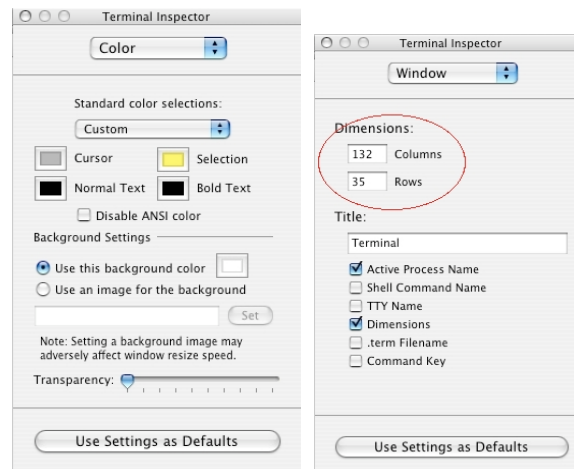 Terminal Inspector
Color
Standard color selections:
Custom
Cursor
Selection
Normal Text
Bold Text
Disable ANSI color
Background Settings
Use this background color
Use an image for the background
Set
Note: Setting a background image may
adversely affect window resize speed.
Transparency:
Use Settings as Defaults
Terminal Inspector
Window
Dimensions:
132 Columns
35 Rows
Title:
Terminal
Active Process Name
Shell Command Name
TTY Name
Dimensions
.term Filename
Command Key
Use Settings as Defaults